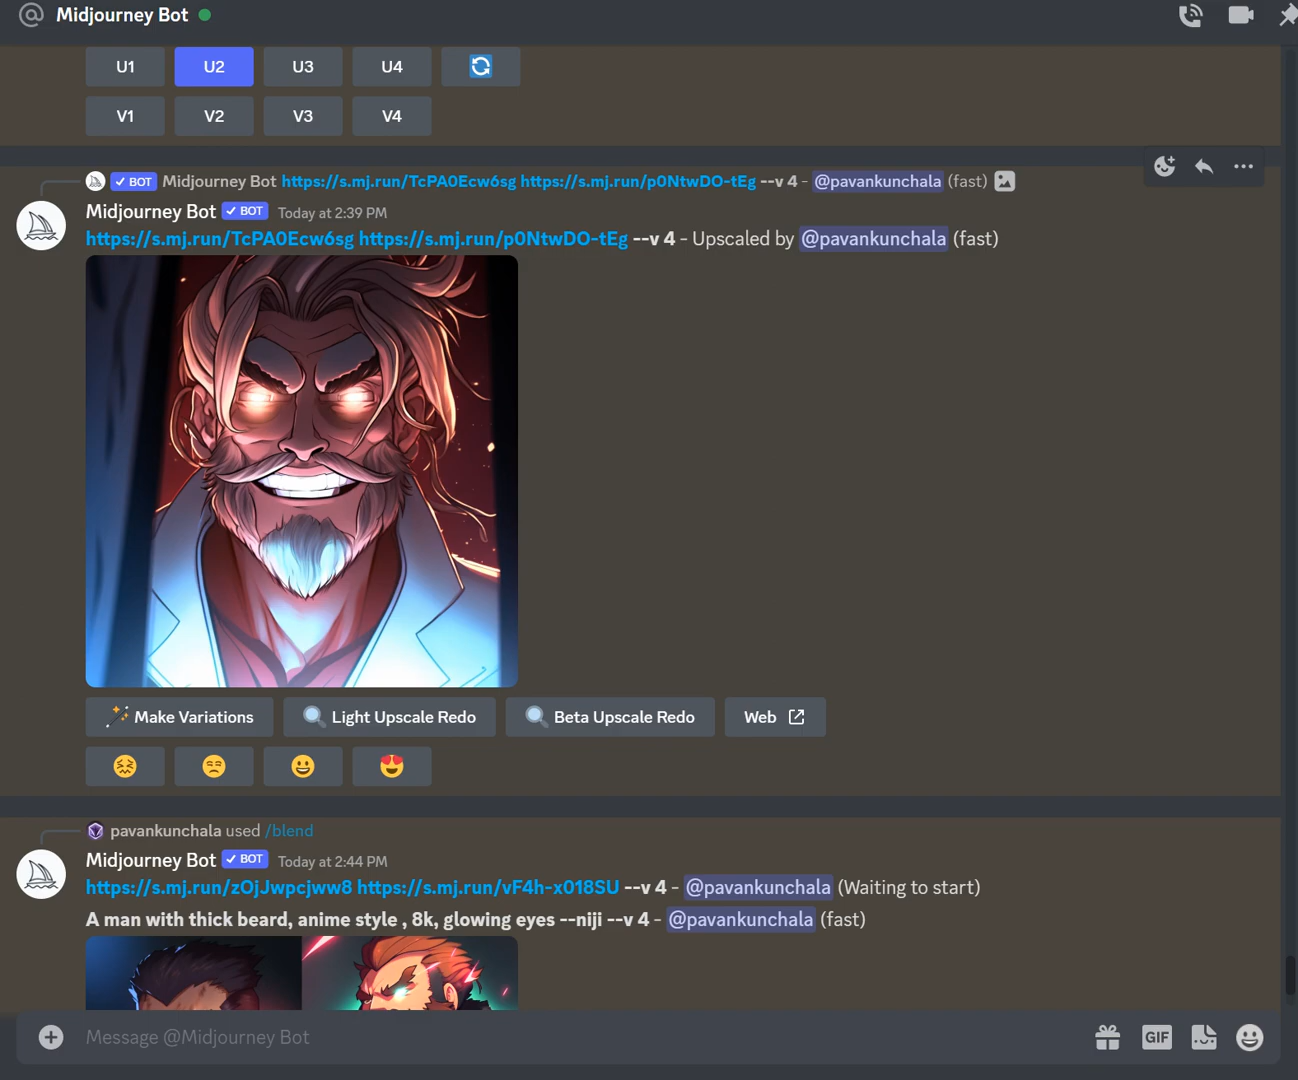 Midjourney Bot
U1 U2 U3 U4
V1 V2 V3 V4
✓ BOT Midjourney Bot https://s.mj.run/TcPA0Ecw6sg https://s.mj.run/p0NtwDO-tEg --v 4 - @pavankunchala (fast)
Midjourney Bot ✓ BOT Today at 2:39 PM
https://s.mj.run/TcPA0Ecw6sg https://s.mj.run/p0NtwDO-tEg --v 4 - Upscaled by @pavankunchala (fast)
Make Variations Light Upscale Redo Beta Upscale Redo Web
pavankunchala used /blend
Midjourney Bot ✓ BOT Today at 2:44 PM
https://s.mj.run/zOjJwpcjww8 https://s.mj.run/vF4h-x018SU --v 4 - @pavankunchala (Waiting to start)
A man with thick beard, anime style , 8k, glowing eyes --niji --v 4 - @pavankunchala (fast)
Message @Midjourney Bot
GIF